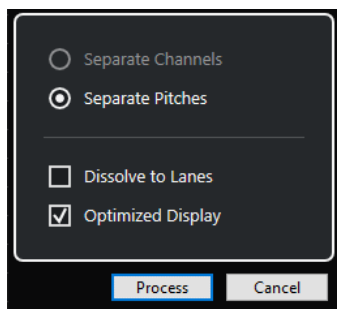 Separate Channels
Separate Pitches
Dissolve to Lanes
Optimized Display
Process Cancel